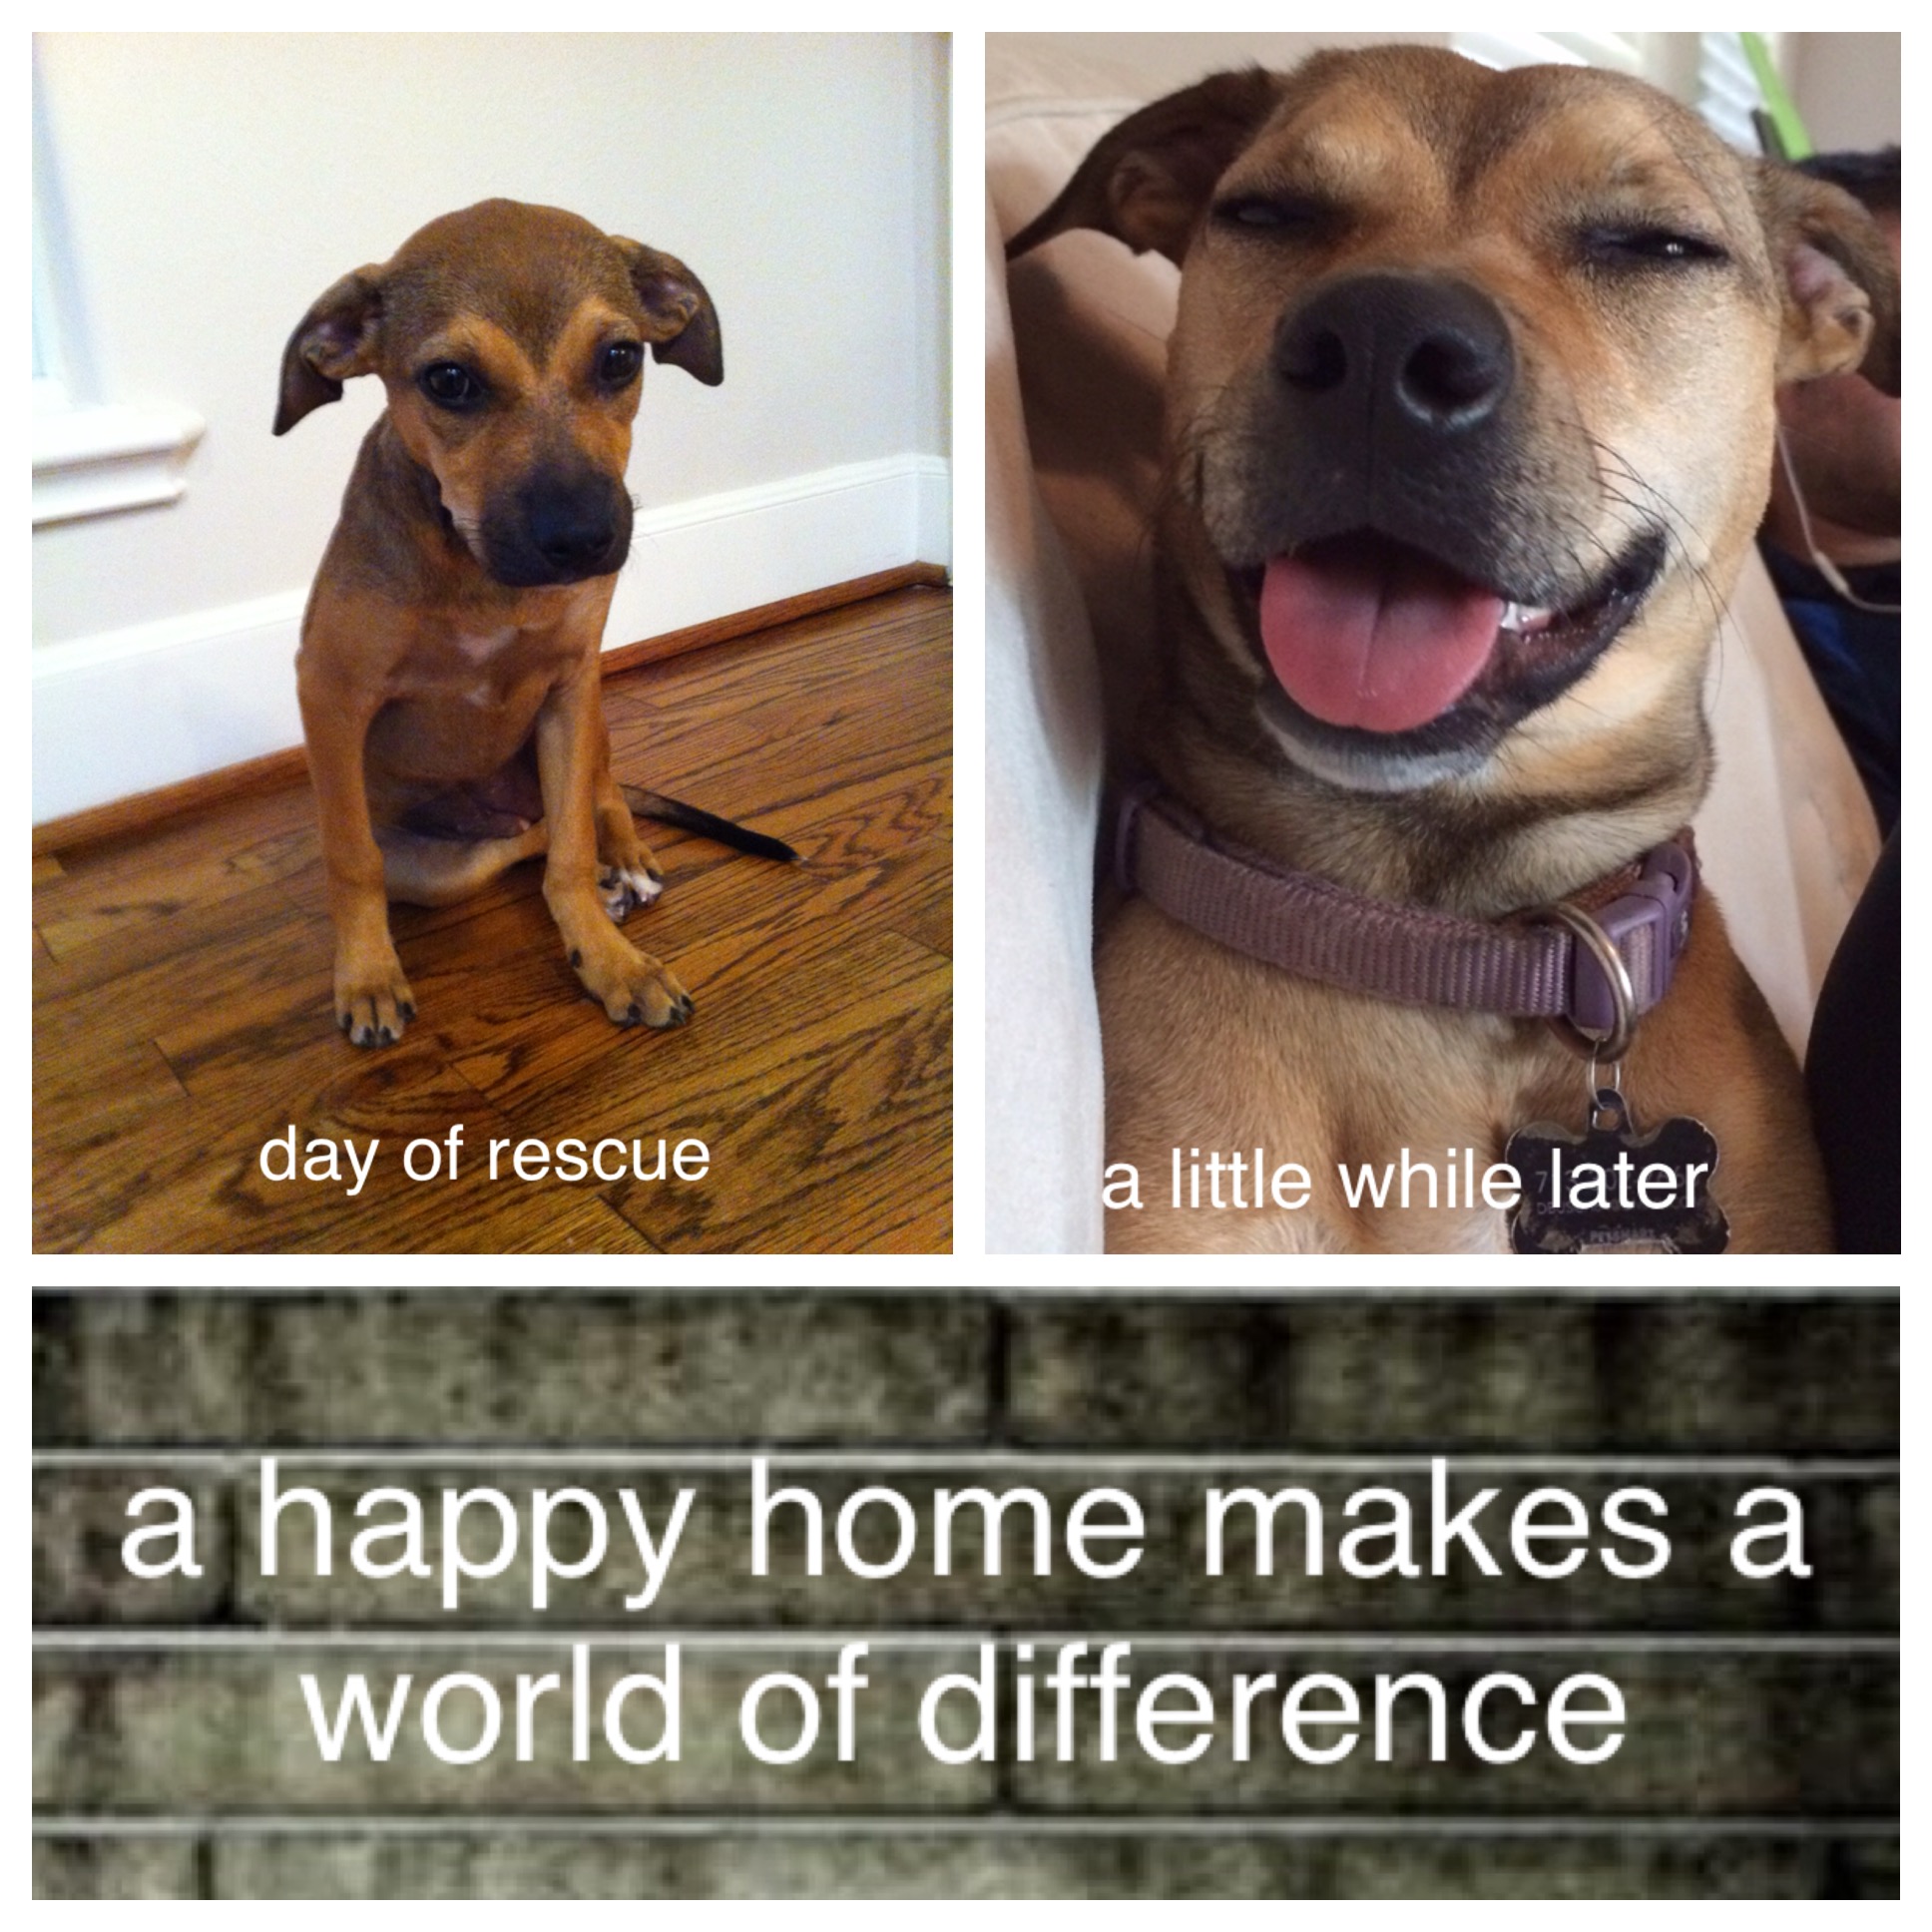 day of rescue
a little while later
a happy home makes a
world of difference